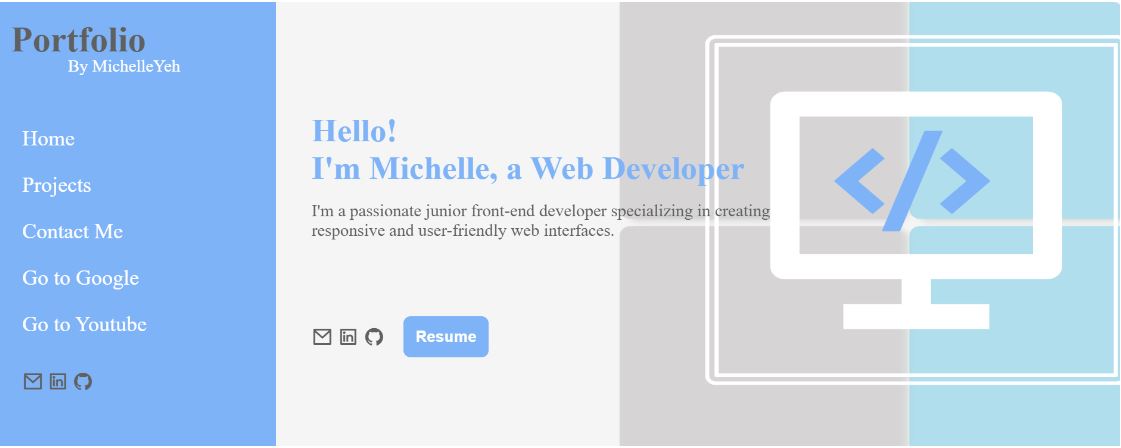 Portfolio
By MichelleYeh
Home
Projects
Contact Me
Go to Google
Go to Youtube
Hello!
I'm Michelle, a Web Developer
I'm a passionate junior front-end developer specializing in creating
responsive and user-friendly web interfaces.
Resume